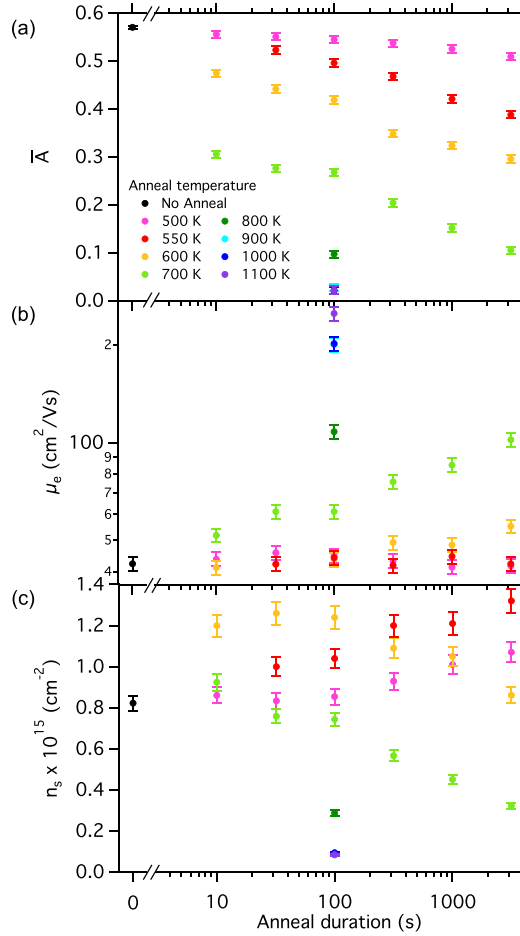 (a)
0.6
0.5
0.4
0.3
0.2
0.1
0.0
A̅
Anneal temperature
No Anneal
500 K
550 K
600 K
700 K
800 K
900 K
1000 K
1100 K
(b)
2
100
9
8
7
6
5
4
μe (cm²/Vs)
(c)
1.4
1.2
1.0
0.8
0.6
0.4
0.2
0.0
ns x 10¹⁵ (cm⁻²)
0
10
100
1000
Anneal duration (s)